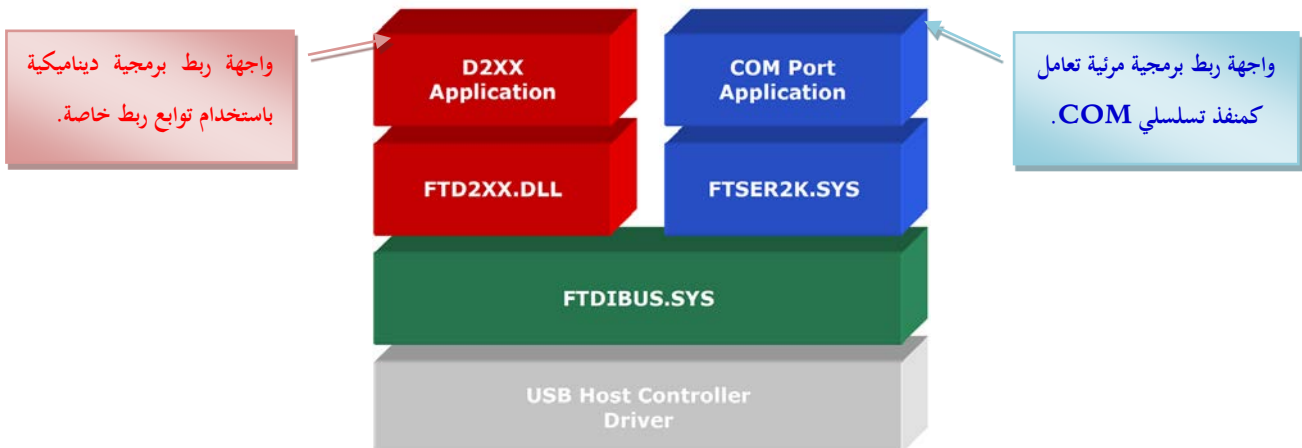 واجهة ربط برمجية ديناميكية
باستخدام توابع ربط خاصة.
D2XX
Application
COM Port
Application
واجهة ربط برمجية مرئية تعامل
كمنفذ تسلسلي COM.
FTD2XX.DLL
FTSER2K.SYS
FTDIBUS.SYS
USB Host Controller
Driver